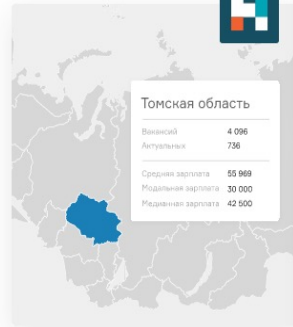 Томская область
Вакансий 4 096
Актуальных 736
Средняя зарплата 55 969
Модальная зарплата 30 000
Медианная зарплата 42 500